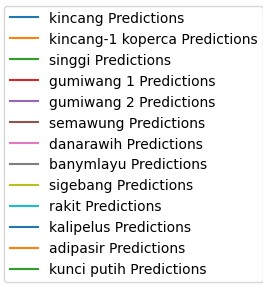 kincang Predictions
kincang-1 koperca Predictions
singgi Predictions
gumiwang 1 Predictions
gumiwang 2 Predictions
semawung Predictions
danarawih Predictions
banymlayu Predictions
sigebang Predictions
rakit Predictions
kalipelus Predictions
adipasir Predictions
kunci putih Predictions